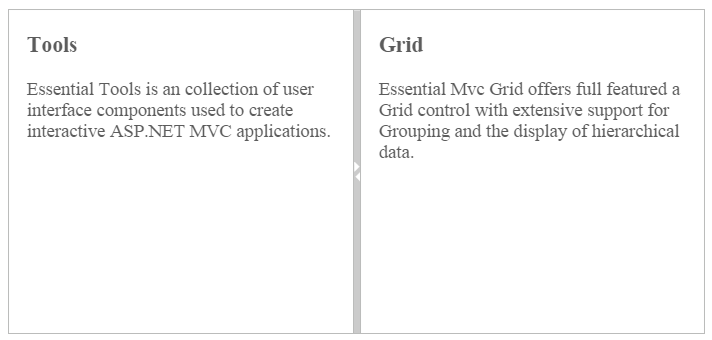 Tools
Essential Tools is an collection of user
interface components used to create
interactive ASP.NET MVC applications.
Grid
Essential Mvc Grid offers full featured a
Grid control with extensive support for
Grouping and the display of hierarchical
data.